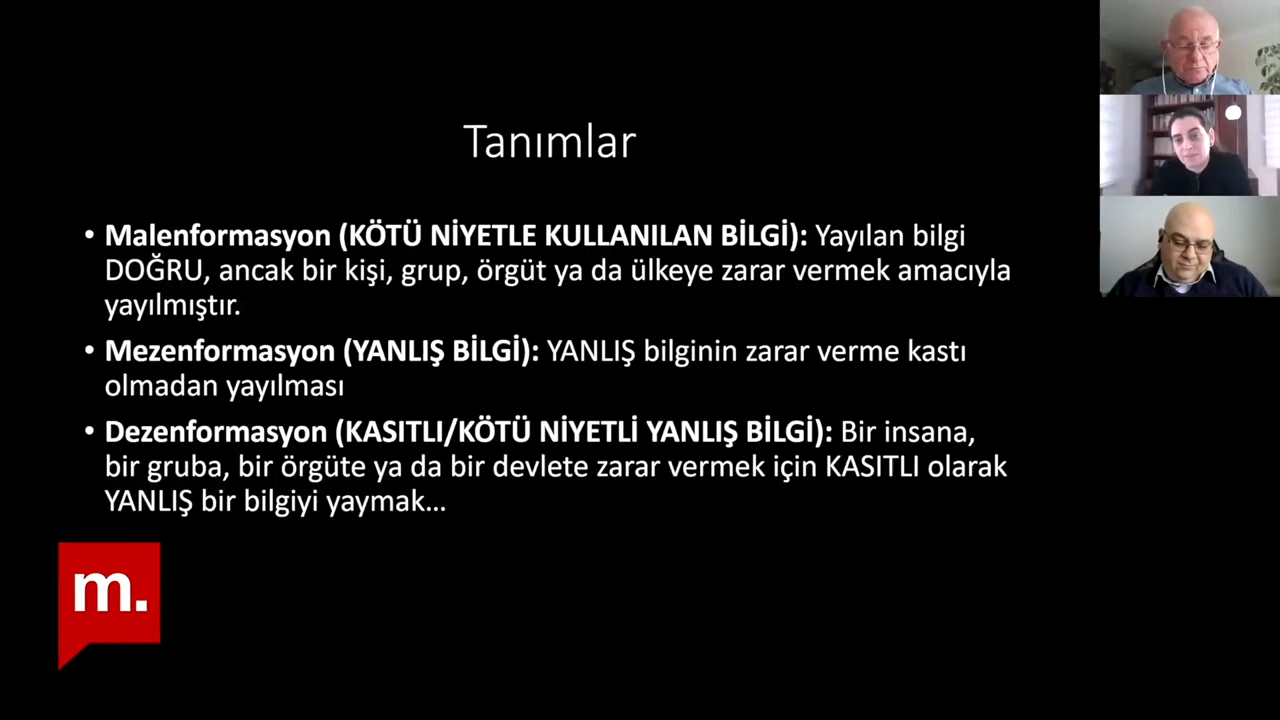 Tanımlar
• Malenformasyon (KÖTÜ NİYETLE KULLANILAN BİLGİ): Yayılan bilgi
DOĞRU, ancak bir kişi, grup, örgüt ya da ülkeye zarar vermek amacıyla
yayılmıştır.
• Mezenformasyon (YANLIŞ BİLGİ): YANLIŞ bilginin zarar verme kastı
olmadan yayılması
• Dezenformasyon (KASITLI/KÖTÜ NİYETLİ YANLIŞ BİLGİ): Bir insana,
bir gruba, bir örgüte ya da bir devlete zarar vermek için KASITLI olarak
YANLIŞ bir bilgiyi yaymak...
m.